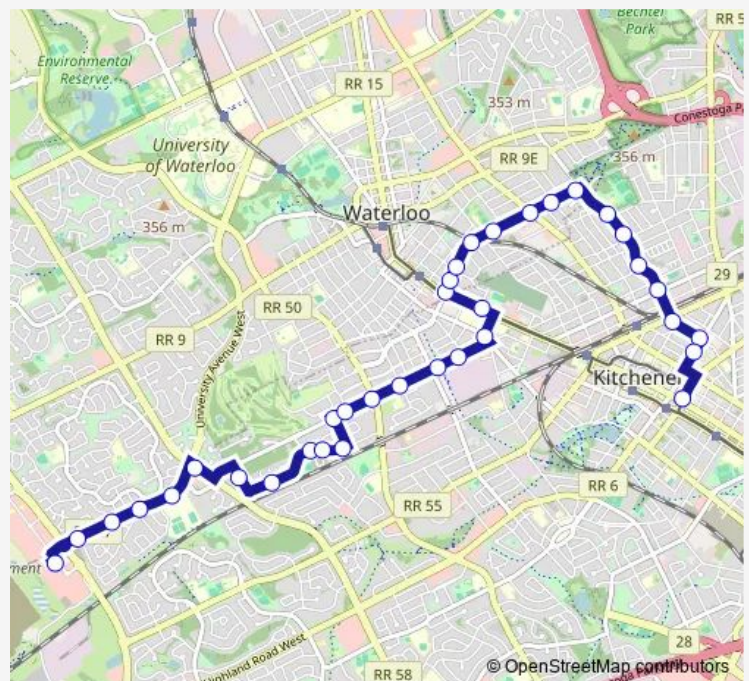 Bechtel
Park
RR 5
Environmental
Reserve
RR 15
353 m
Conestoga P
University
of Waterloo
RR 9E
356 m
356 m
Waterloo
29
RR 50
RR 9
University Avenue West
Kitchene
RR 6
RR 55
ment
Highland Road West
28
RR 58
© OpenStreetMap contributors